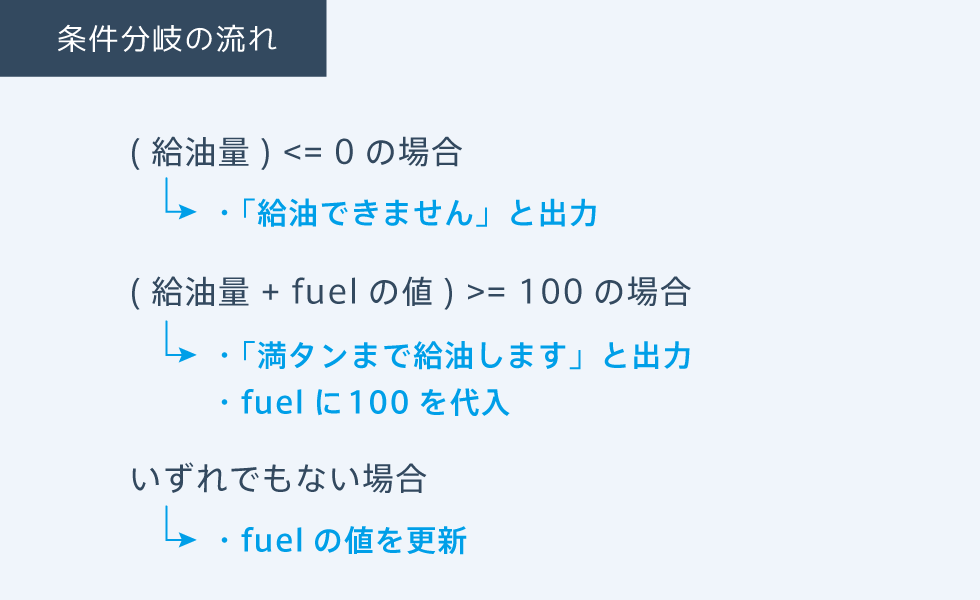 条件分岐の流れ
( 給油量 ) <= 0 の場合
・「給油できません」と出力
( 給油量 + fuel の値 ) >= 100 の場合
・「満タンまで給油します」と出力
・fuel に100 を代入
いずれでもない場合
・fuel の値を更新